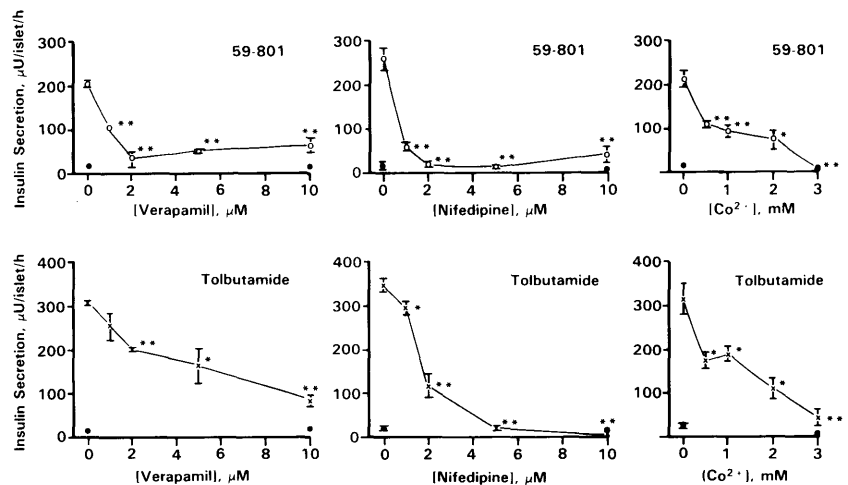 59-801
59-801
59-801
Insulin Secretion, μU/islet/h
300
200
100
0
0 2 4 6 8 10
[Verapamil], μM
** ** ** **
300
200
100
0
0 2 4 6 8 10
[Nifedipine], μM
** ** ** **
300
200
100
0
0 1 2 3
[Co²⁺], mM
** ** * **
Tolbutamide
Tolbutamide
Tolbutamide
Insulin Secretion, μU/islet/h
400
300
200
100
0
0 2 4 6 8 10
[Verapamil], μM
** * **
400
300
200
100
0
0 2 4 6 8 10
[Nifedipine], μM
* ** ** **
400
300
200
100
0
0 1 2 3
(Co²⁺], mM
* * * **